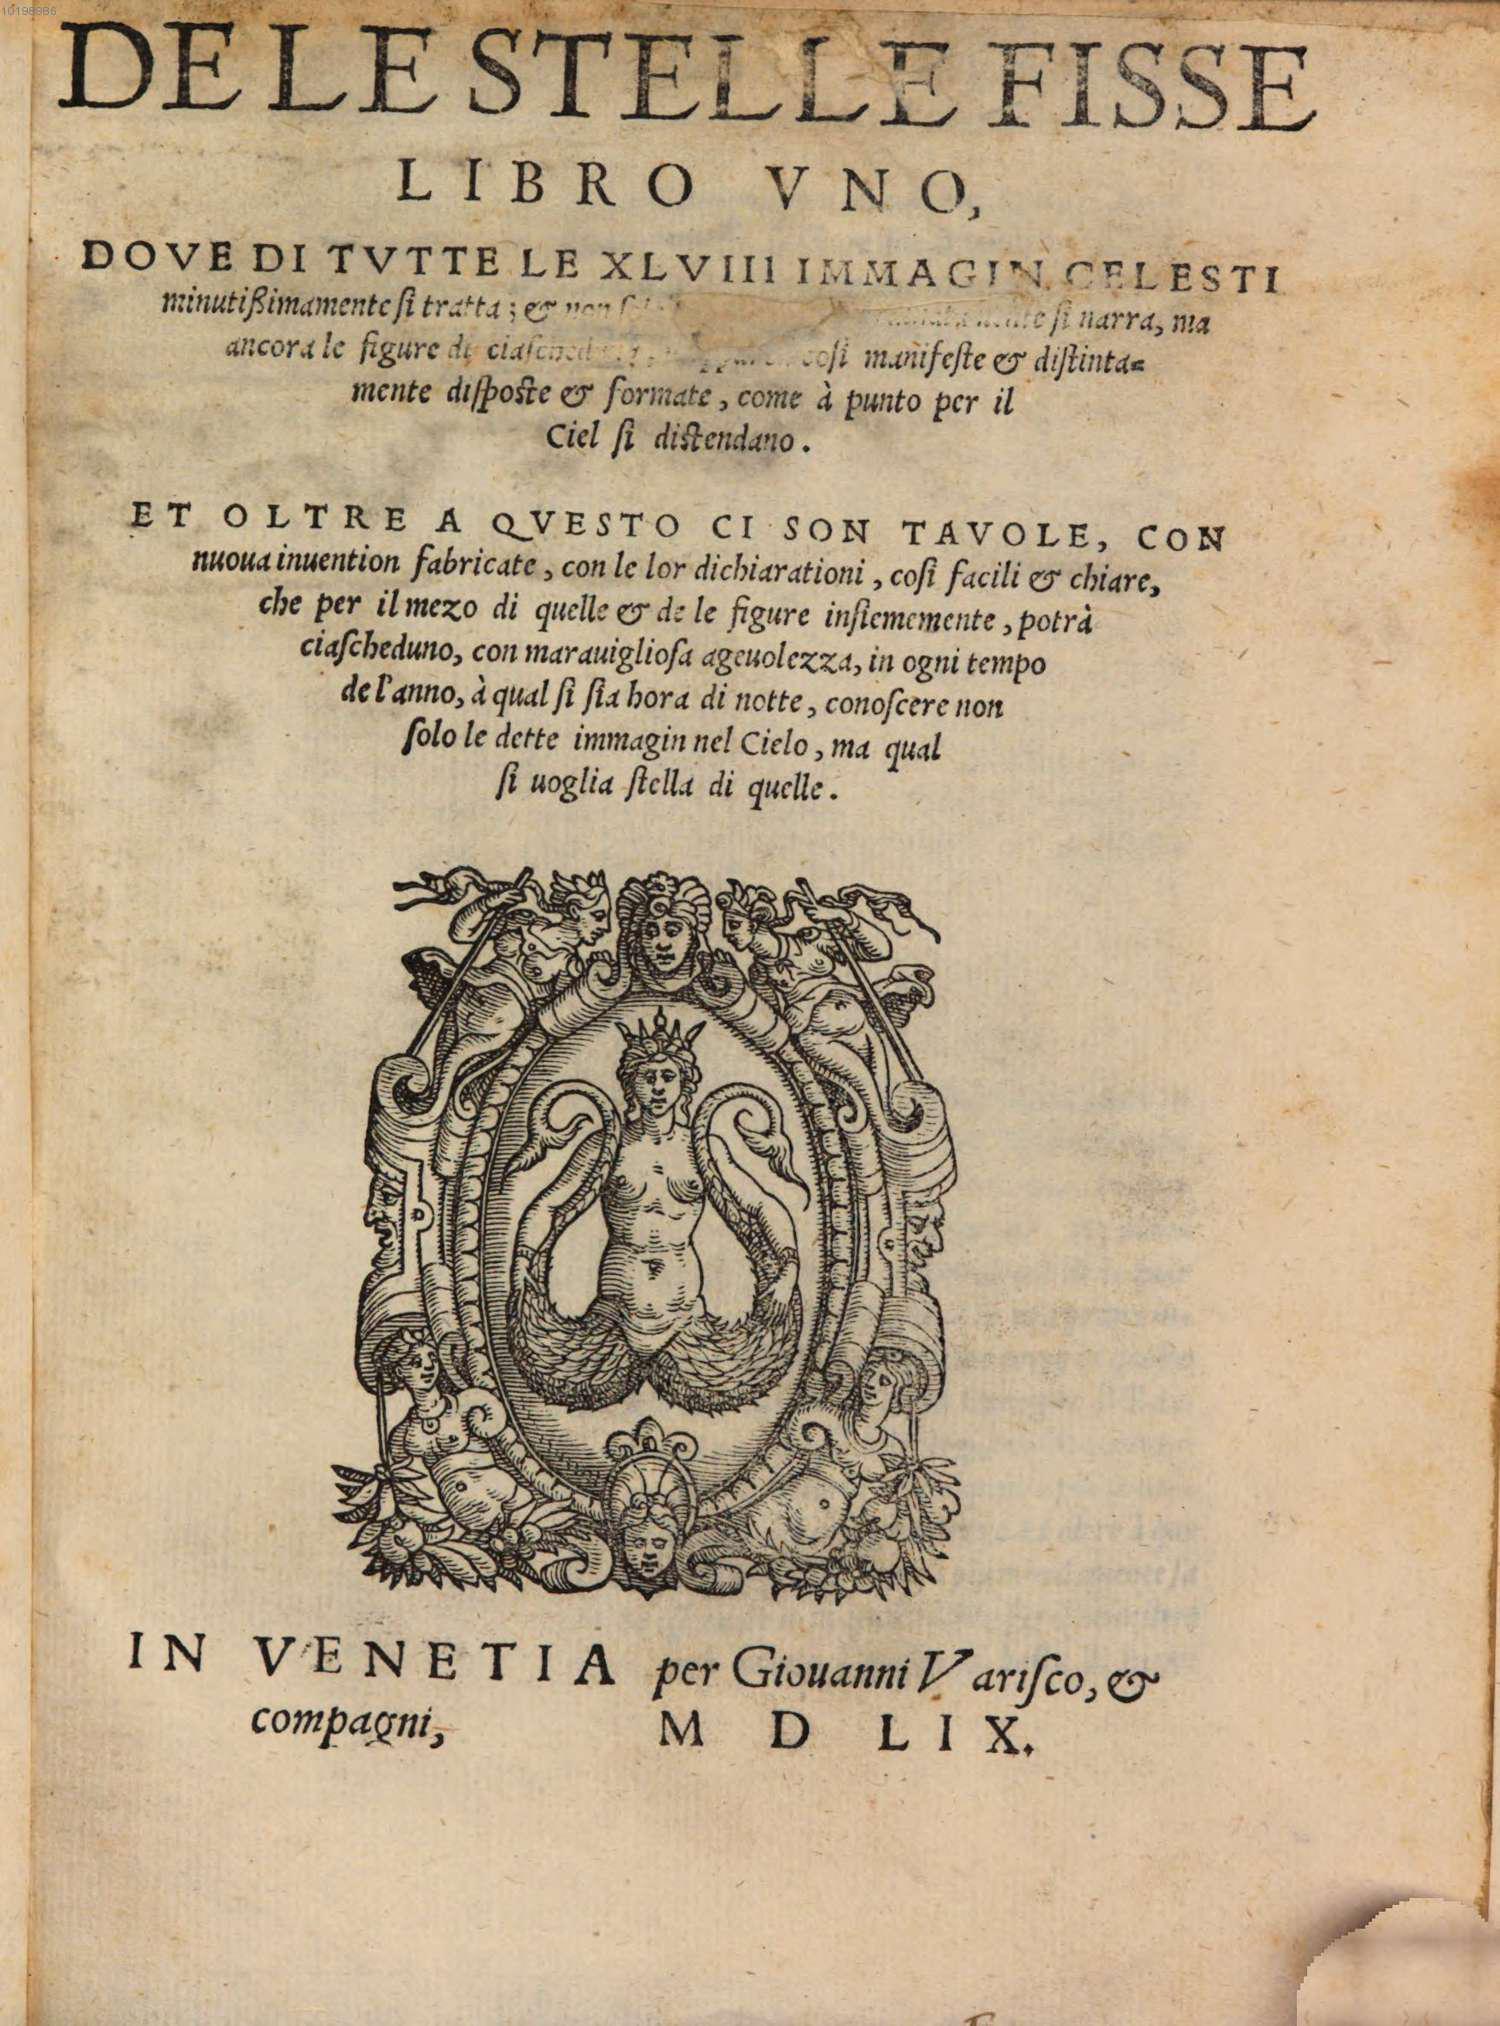 10198986
DE LE STELLE FISSE
LIBRO VNO,
DOVE DI TVTTE LE XLVIII IMMAGIN CELESTI
minutißimamente ſi tratta; & non ſi narra, ma
ancora le figure di coſi manifeſte & diſtinta=
mente diſpoſte & formate, come à punto per il
Ciel ſi diſtendano.
ET OLTRE A QVESTO CI SON TAVOLE, CON
nuoua inuention fabricate, con le lor dichiarationi, coſi facili & chiare,
che per il mezo di quelle & de le figure inſiememente, potrà
ciaſcheduno, con marauiglioſa ageuolezza, in ogni tempo
de l'anno, à qual ſi ſia hora di notte, conoſcere non
ſolo le dette immagin nel Cielo, ma qual
ſi uoglia ſtella di quelle.
IN VENETIA per Giouanni Variſco, &
compagni, M D LIX.